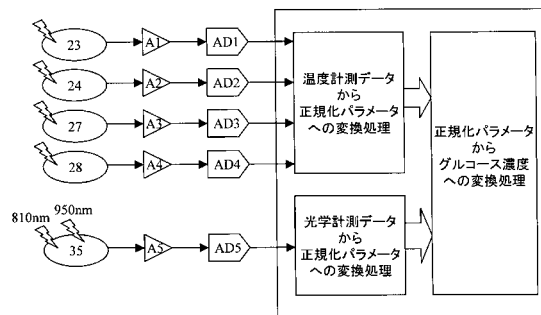 23
A1
AD1
24
A2
AD2
27
A3
AD3
28
A4
AD4
温度計測データ
から
正規化パラメータ
への変換処理
正規化パラメータ
から
グルコース濃度
への変換処理
810nm
950nm
35
A5
AD5
光学計測データ
から
正規化パラメータ
への変換処理